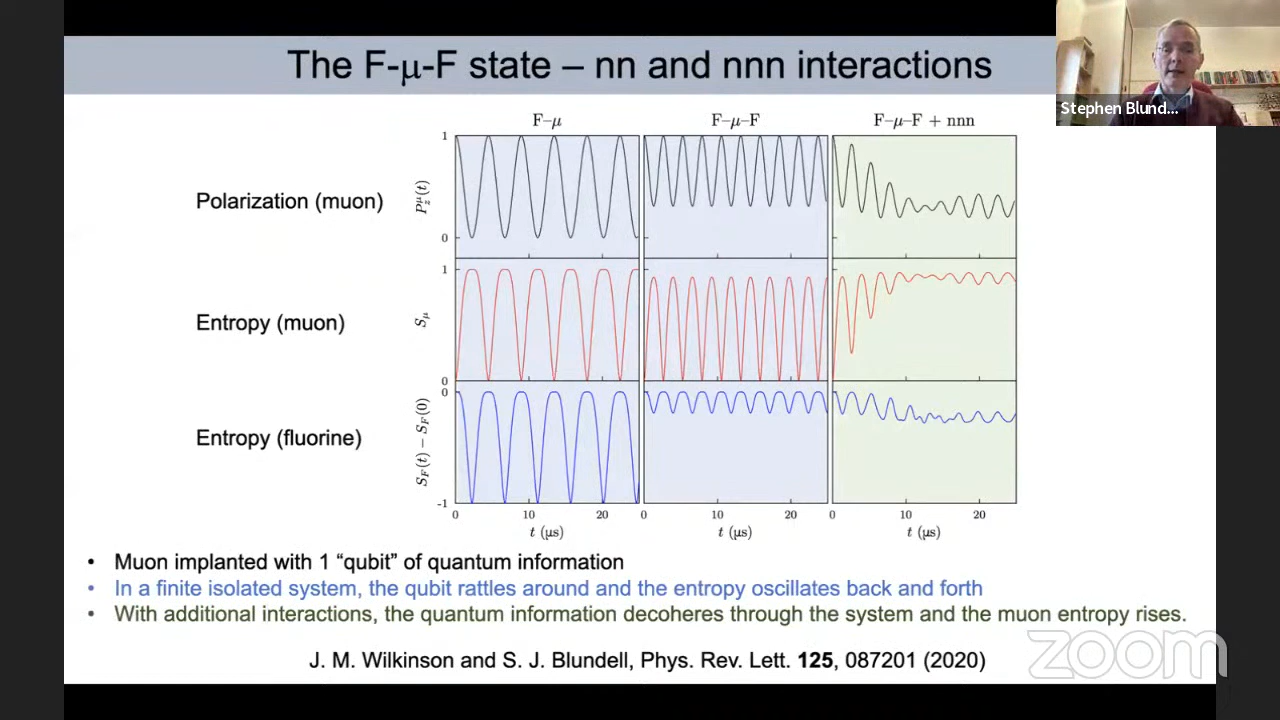 The F-μ-F state – nn and nnn interactions
Stephen Blund...
F–μ
F–μ–F
F–μ–F + nnn
Polarization (muon)
P_z^μ(t)
1
0
Entropy (muon)
S_μ
1
0
Entropy (fluorine)
S_F(t) − S_F(0)
0
-1
0 10 20 0 10 20 0 10 20
t (μs) t (μs) t (μs)
• Muon implanted with 1 “qubit” of quantum information
• In a finite isolated system, the qubit rattles around and the entropy oscillates back and forth
• With additional interactions, the quantum information decoheres through the system and the muon entropy rises.
J. M. Wilkinson and S. J. Blundell, Phys. Rev. Lett. 125, 087201 (2020)
zoom